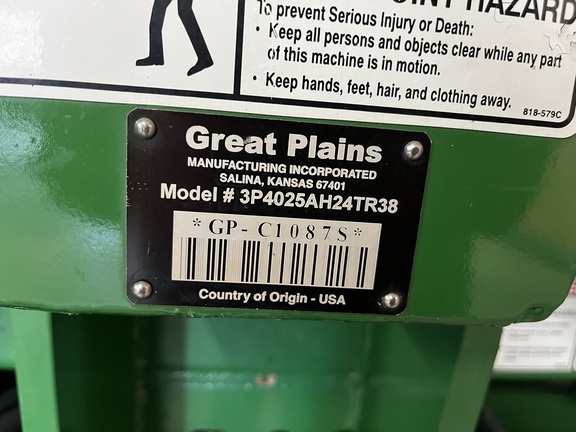 To prevent Serious Injury or Death:
• Keep all persons and objects clear while any part
of this machine is in motion.
• Keep hands, feet, hair, and clothing away.
818-579C
Great Plains
MANUFACTURING INCORPORATED
SALINA, KANSAS 67401
Model # 3P4025AH24TR38
*GP-C1087S*
Country of Origin - USA